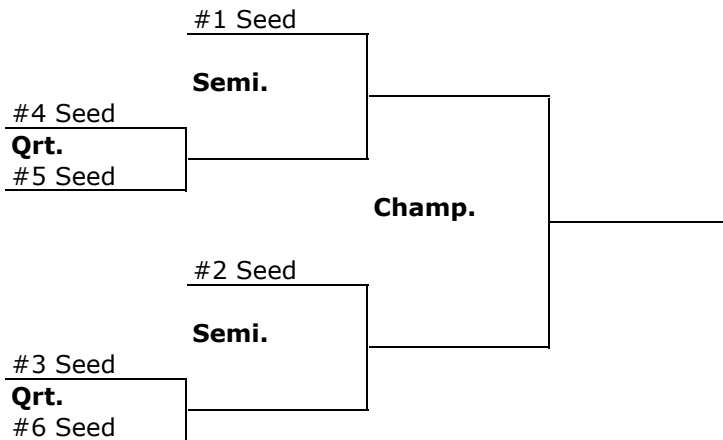 #1 Seed
Semi.
#4 Seed
Qrt.
#5 Seed
Champ.
#2 Seed
Semi.
#3 Seed
Qrt.
#6 Seed